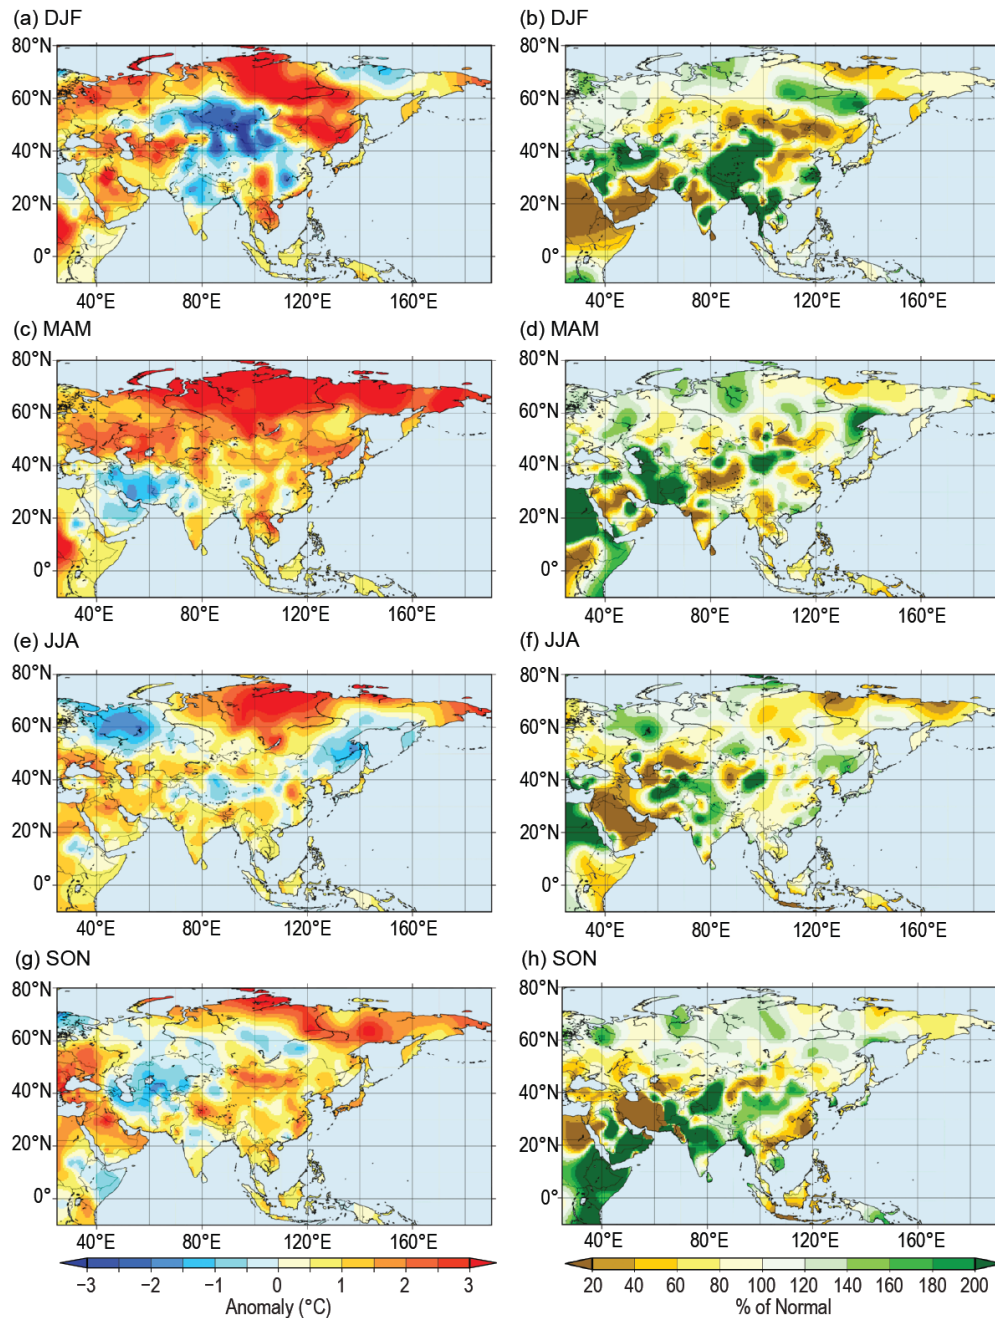 (a) DJF
(b) DJF
80°N
60°N
40°N
20°N
0°
40°E
80°E
120°E
160°E
80°N
60°N
40°N
20°N
0°
40°E
80°E
120°E
160°E
(c) MAM
(d) MAM
80°N
60°N
40°N
20°N
0°
40°E
80°E
120°E
160°E
80°N
60°N
40°N
20°N
0°
40°E
80°E
120°E
160°E
(e) JJA
(f) JJA
80°N
60°N
40°N
20°N
0°
40°E
80°E
120°E
160°E
80°N
60°N
40°N
20°N
0°
40°E
80°E
120°E
160°E
(g) SON
(h) SON
80°N
60°N
40°N
20°N
0°
40°E
80°E
120°E
160°E
80°N
60°N
40°N
20°N
0°
40°E
80°E
120°E
160°E
−3 −2 −1 0 1 2 3
Anomaly (°C)
20 40 60 80 100 120 140 160 180 200
% of Normal